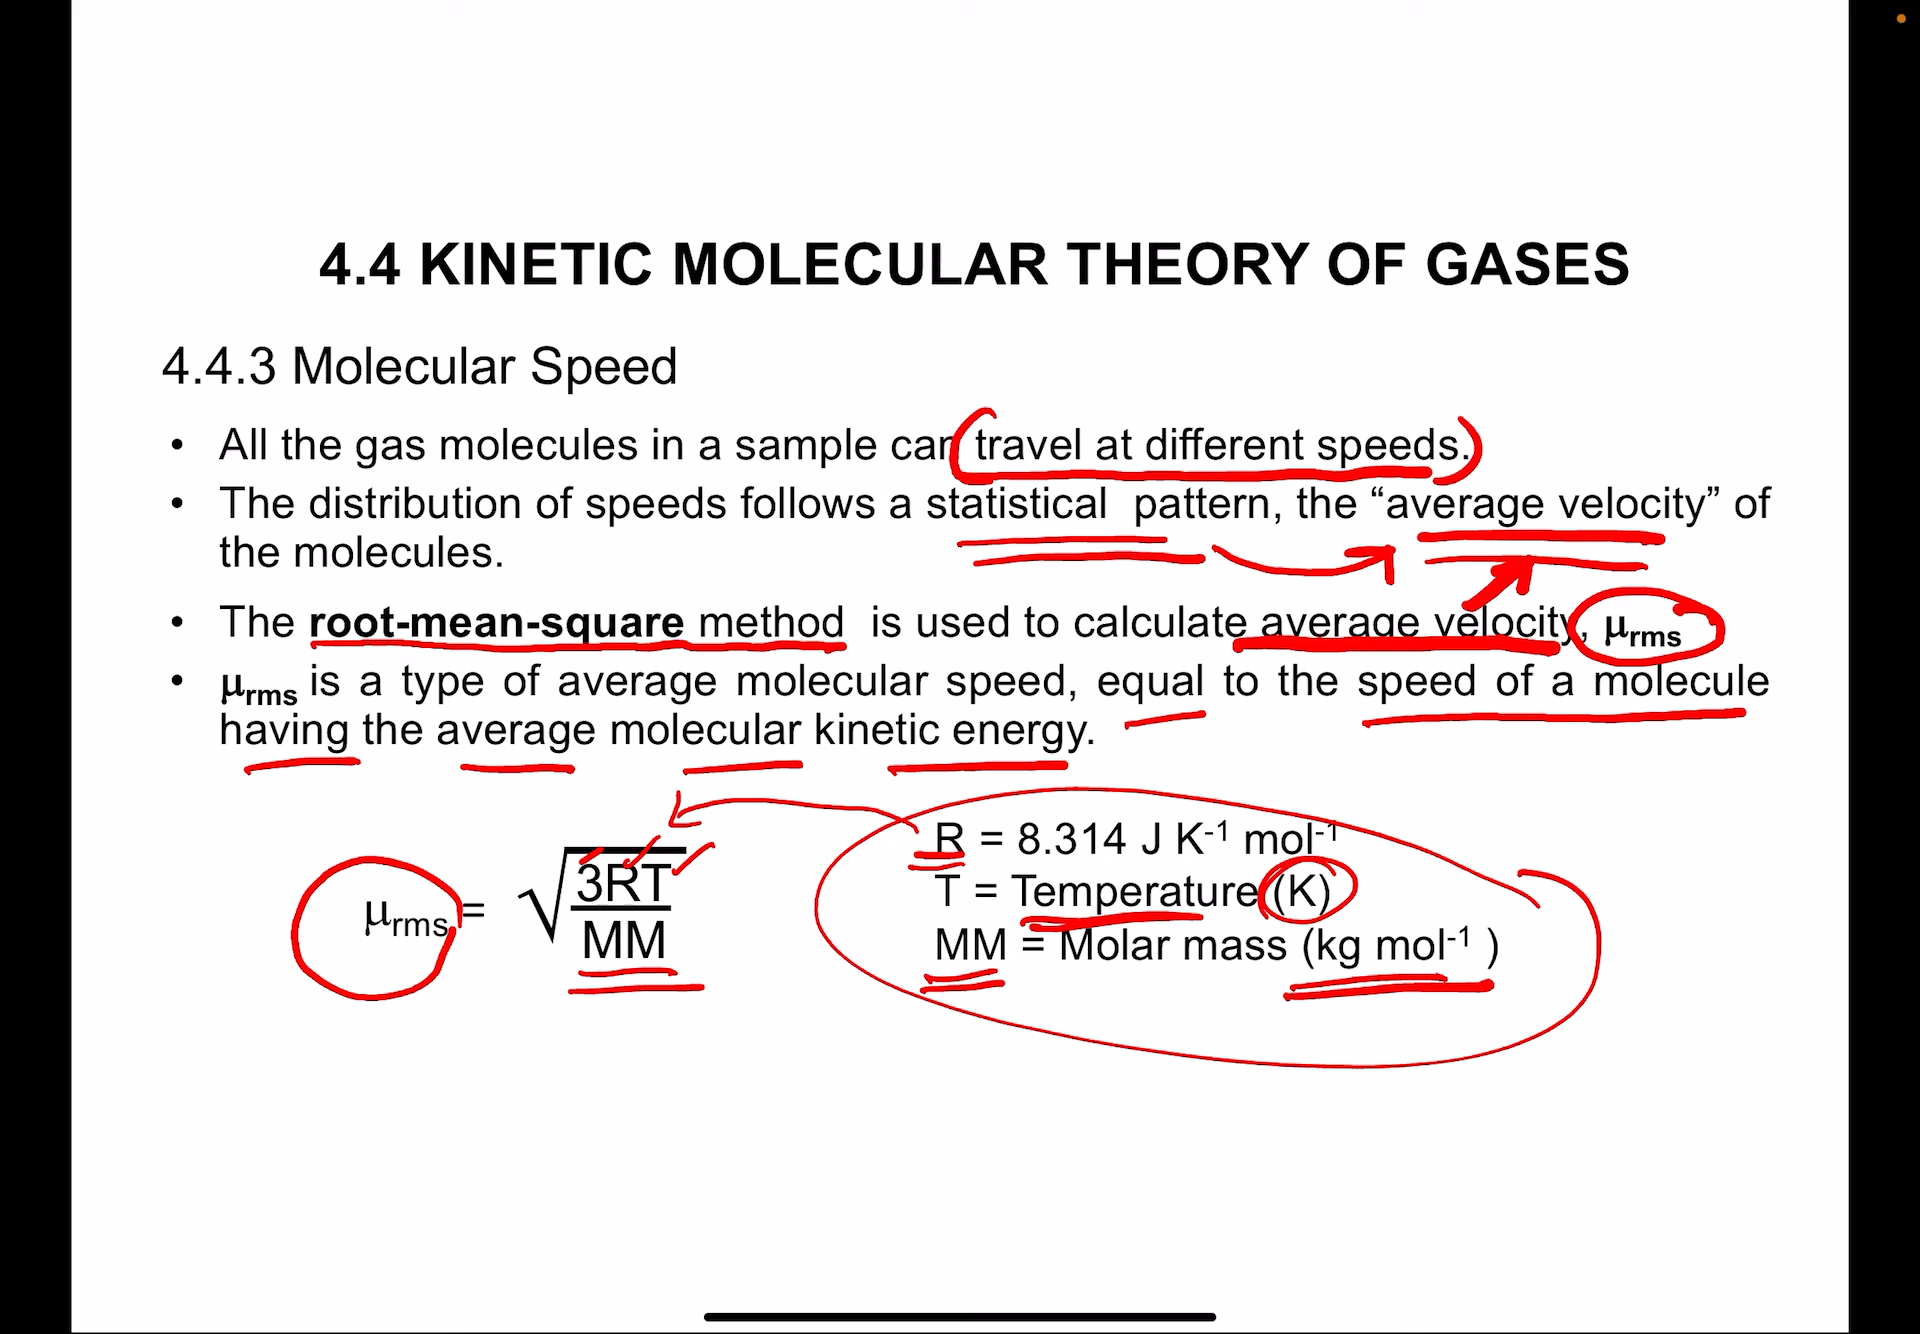 4.4 KINETIC MOLECULAR THEORY OF GASES
4.4.3 Molecular Speed
• All the gas molecules in a sample can travel at different speeds.
• The distribution of speeds follows a statistical pattern, the “average velocity” of
the molecules.
• The root-mean-square method is used to calculate average velocity, μrms
• μrms is a type of average molecular speed, equal to the speed of a molecule
having the average molecular kinetic energy.
μrms = √3RT
MM
R = 8.314 J K⁻¹ mol⁻¹
T = Temperature (K)
MM = Molar mass (kg mol⁻¹ )